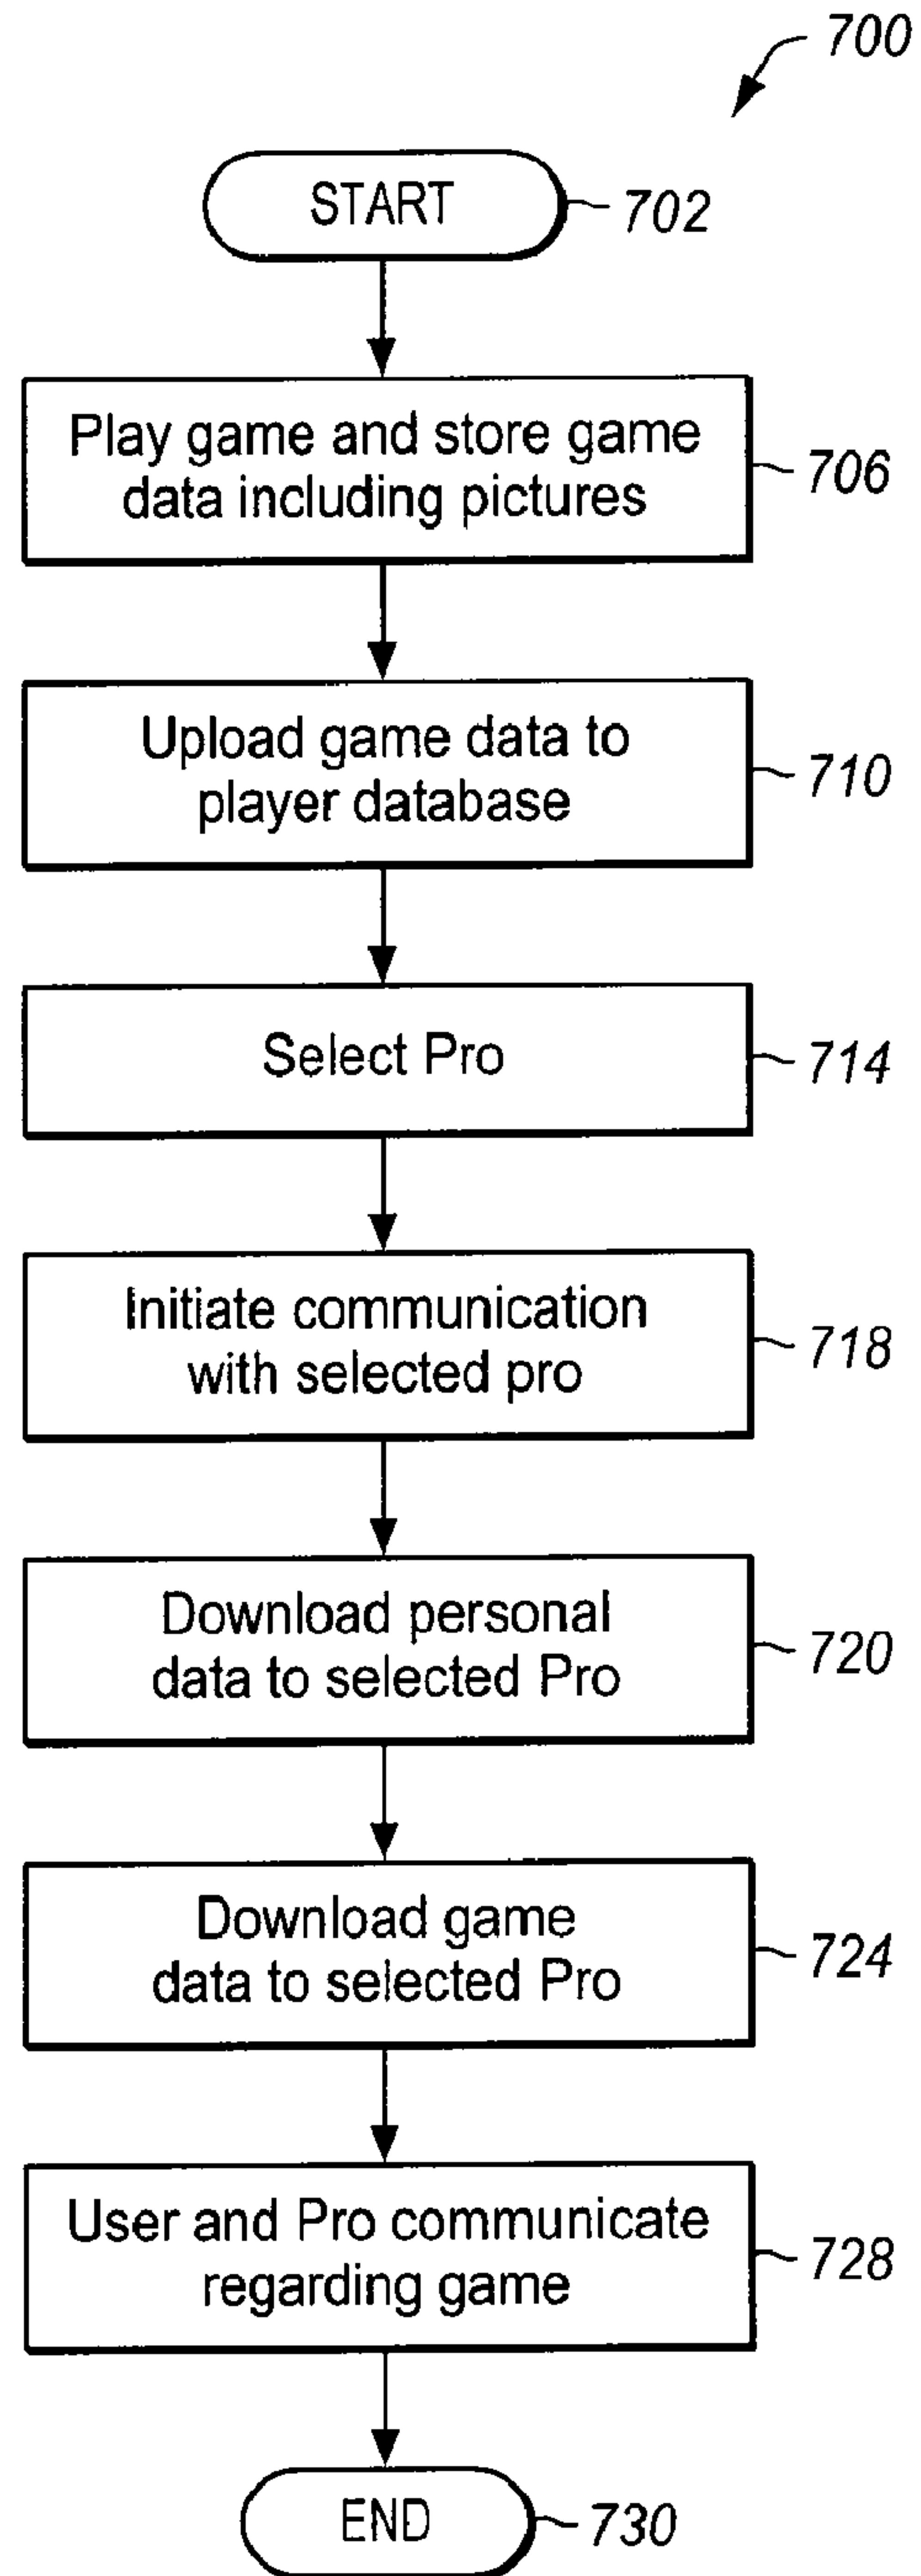 700
START
702
Play game and store game
data including pictures
706
Upload game data to
player database
710
Select Pro
714
Initiate communication
with selected pro
718
Download personal
data to selected Pro
720
Download game
data to selected Pro
724
User and Pro communicate
regarding game
728
END
730